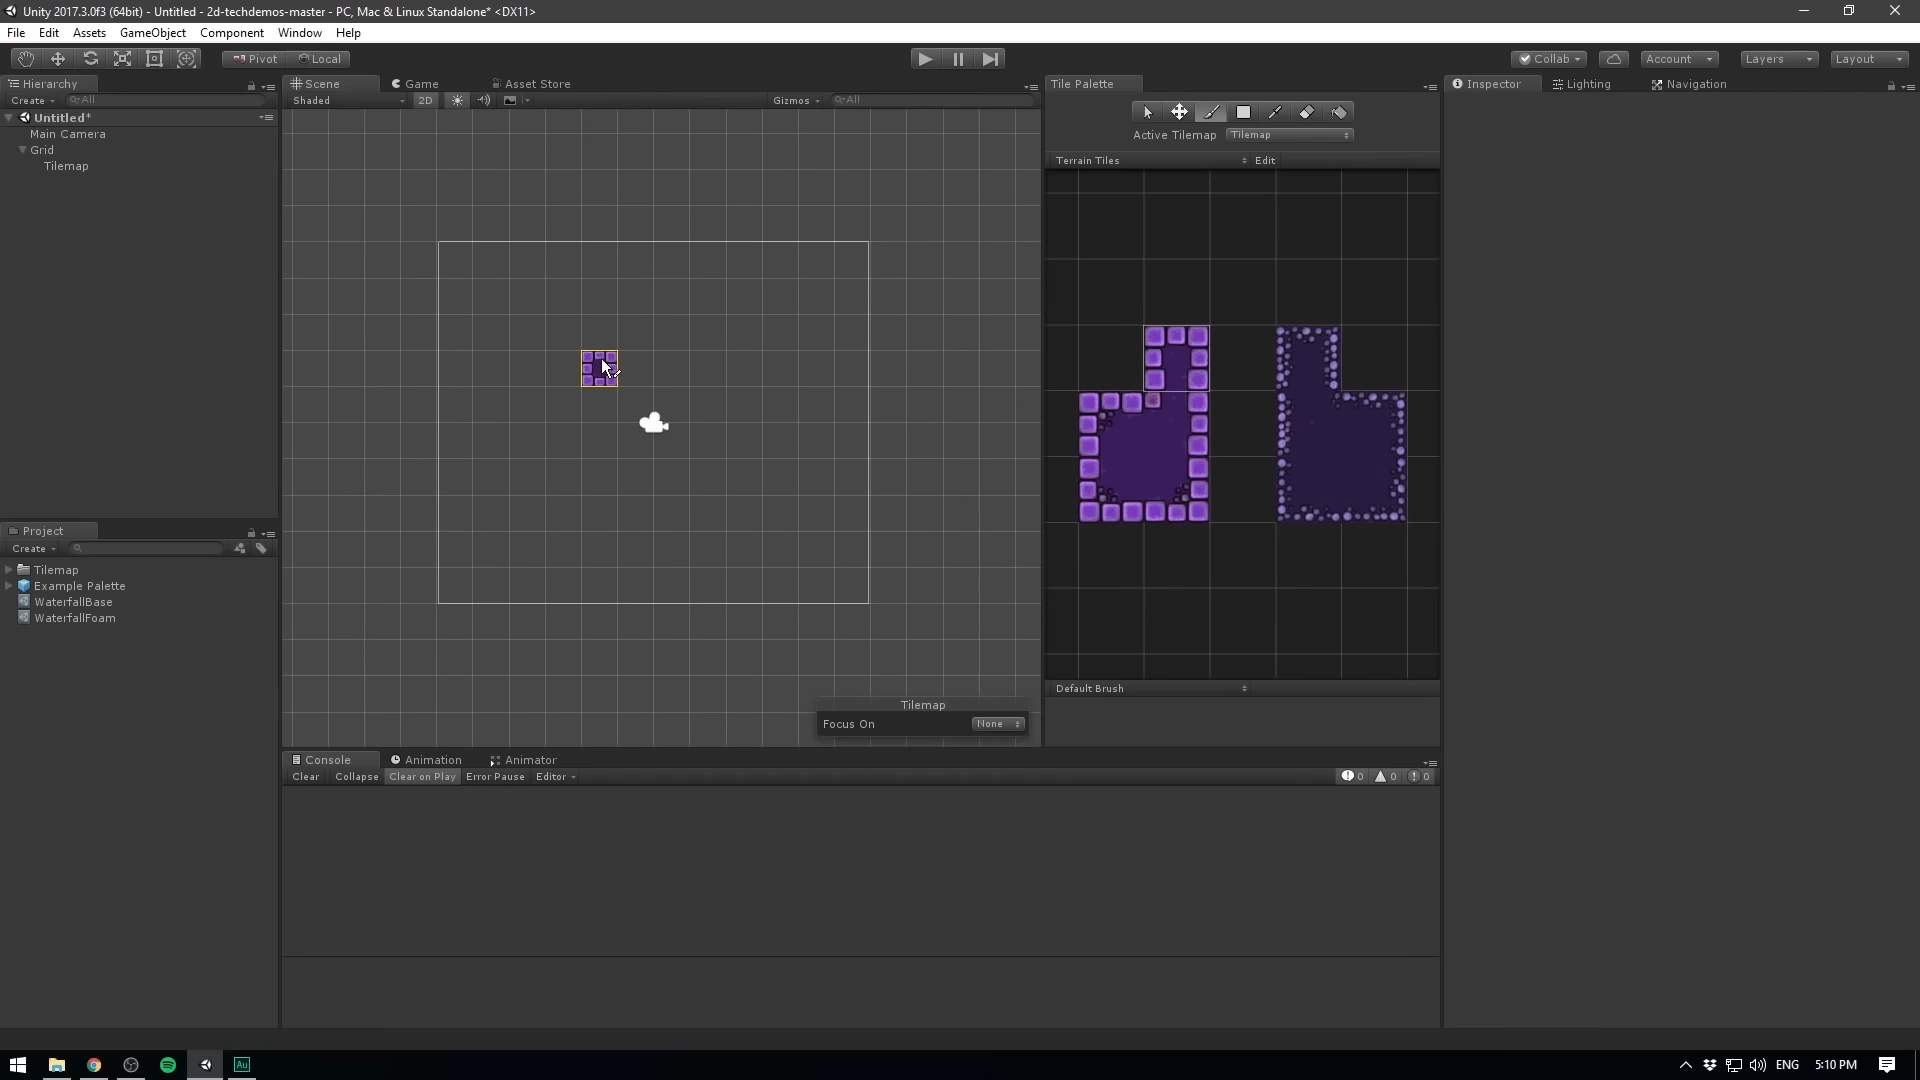 Unity 2017.3.0f3 (64bit) - Untitled - 2d-techdemos-master - PC, Mac & Linux Standalone* <DX11>
File Edit Assets GameObject Component Window Help
Pivot Local Collab Account Layers Layout
Hierarchy
Create All
Untitled*
Main Camera
Grid
Tilemap
Scene Game Asset Store
Shaded 2D Gizmos All
Tilemap
Focus On None
Tile Palette
Active Tilemap Tilemap
Terrain Tiles Edit
Default Brush
Inspector Lighting Navigation
Project
Create
Tilemap
Example Palette
WaterfallBase
WaterfallFoam
Console Animation Animator
Clear Collapse Clear on Play Error Pause Editor 0 0 0
Au ENG 5:10 PM